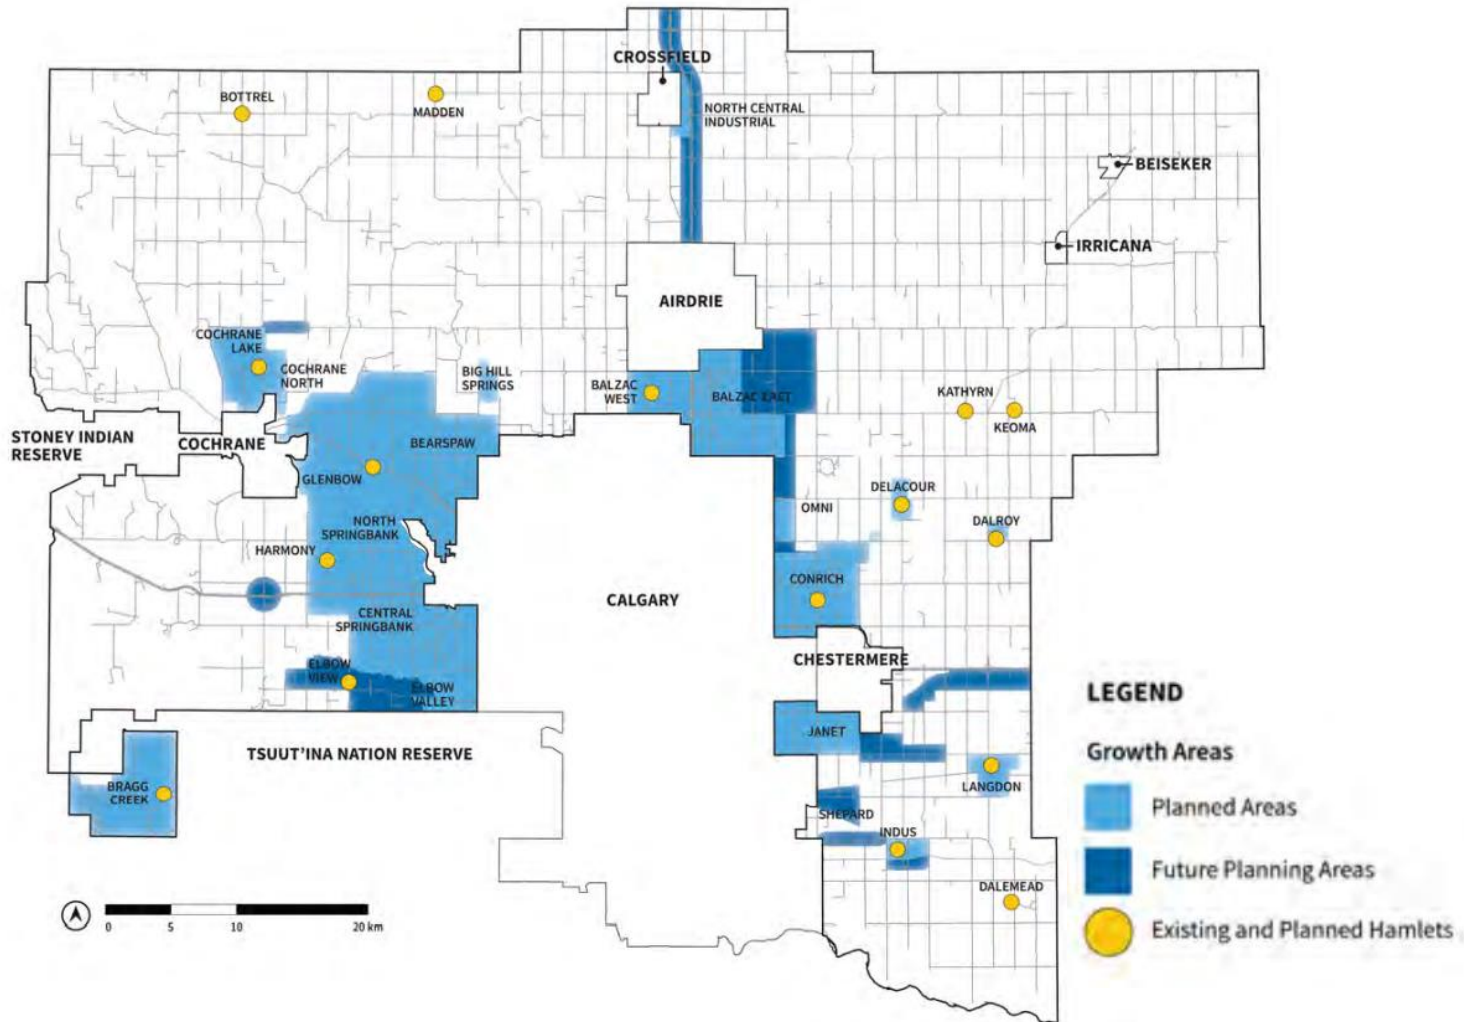 CROSSFIELD
BOTTREL
MADDEN
NORTH CENTRAL
INDUSTRIAL
BEISEKER
IRRICANA
AIRDRIE
COCHRANE
LAKE
COCHRANE
NORTH
BIG HILL
SPRINGS
BALZAC
WEST
BALZAC EAST
KATHYRN
KEOMA
STONEY INDIAN
RESERVE
COCHRANE
BEARSPAW
GLENBOW
DELACOUR
OMNI
NORTH
SPRINGBANK
DALROY
HARMONY
CONRICH
CALGARY
CENTRAL
SPRINGBANK
CHESTERMERE
ELBOW
VIEW
ELBOW
VALLEY
JANET
TSUUT'INA NATION RESERVE
BRAGG
CREEK
LANGDON
SHEPARD
INDUS
DALEMEAD
0
5
10
20 km
LEGEND
Growth Areas
Planned Areas
Future Planning Areas
Existing and Planned Hamlets